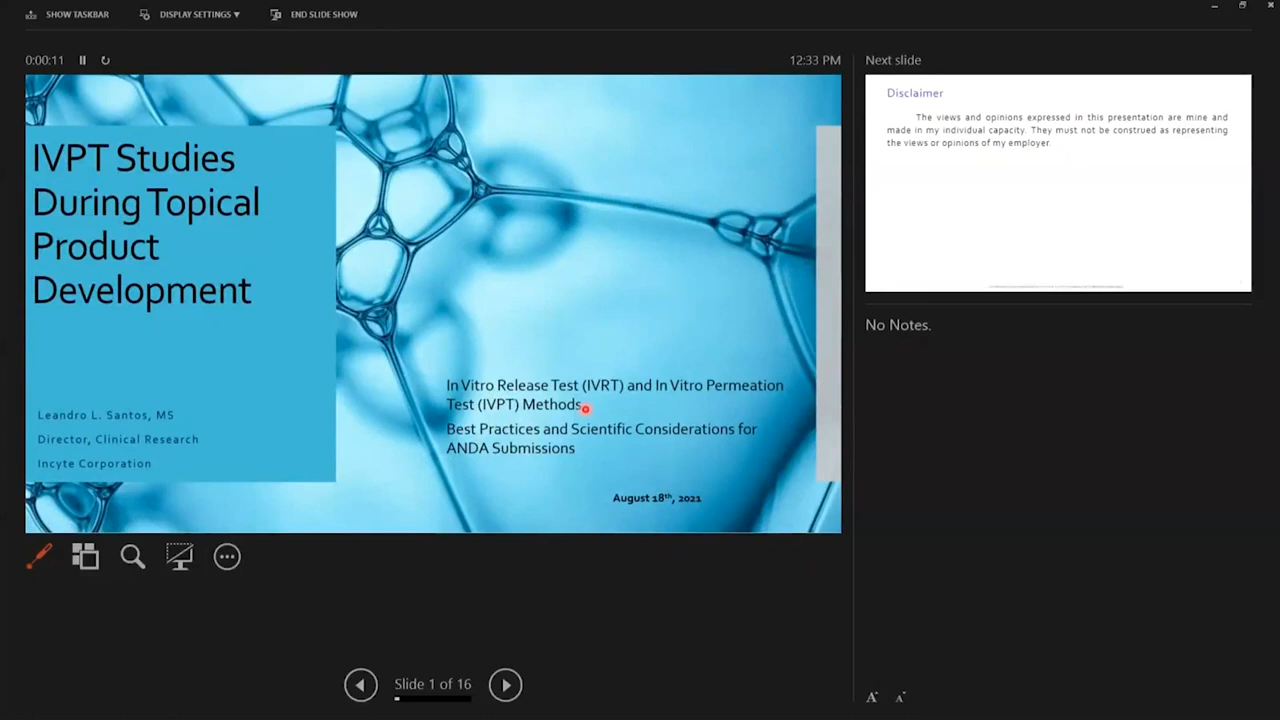 SHOW TASKBAR
DISPLAY SETTINGS ▼
END SLIDE SHOW
0:00:11
12:33 PM
IVPT Studies
During Topical
Product
Development
Leandro L. Santos, MS
Director, Clinical Research
Incyte Corporation
In Vitro Release Test (IVRT) and In Vitro Permeation
Test (IVPT) Methods
Best Practices and Scientific Considerations for
ANDA Submissions
August 18th, 2021
Next slide
Disclaimer
The views and opinions expressed in this presentation are mine and
made in my individual capacity. They must not be construed as representing
the views or opinions of my employer.
No Notes.
Slide 1 of 16
A
A